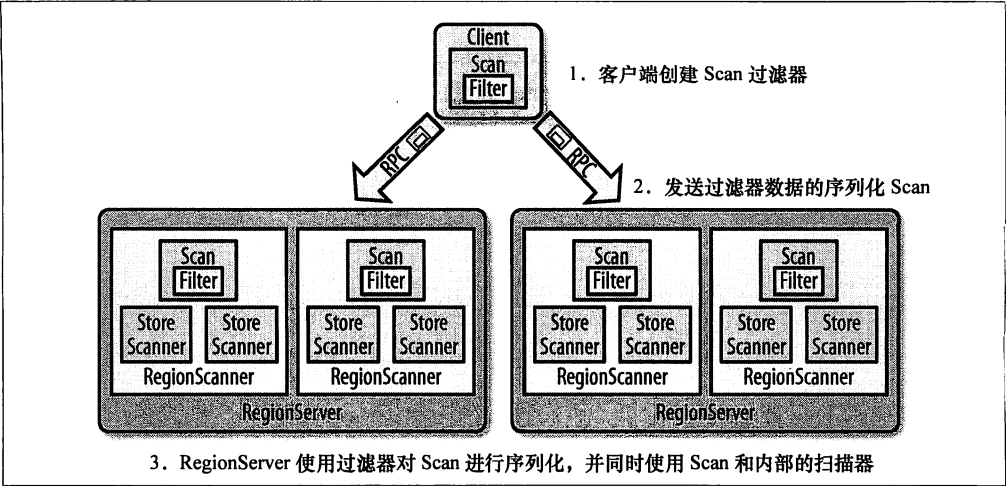 Client
Scan
Filter
1. 客户端创建 Scan 过滤器
RPC
RPC
2. 发送过滤器数据的序列化 Scan
Scan
Filter
Scan
Filter
Scan
Filter
Scan
Filter
Store Scanner
Store Scanner
Store Scanner
Store Scanner
Store Scanner
Store Scanner
Store Scanner
Store Scanner
RegionScanner
RegionScanner
RegionScanner
RegionScanner
RegionServer
RegionServer
3. RegionServer 使用过滤器对 Scan 进行序列化，并同时使用 Scan 和内部的扫描器